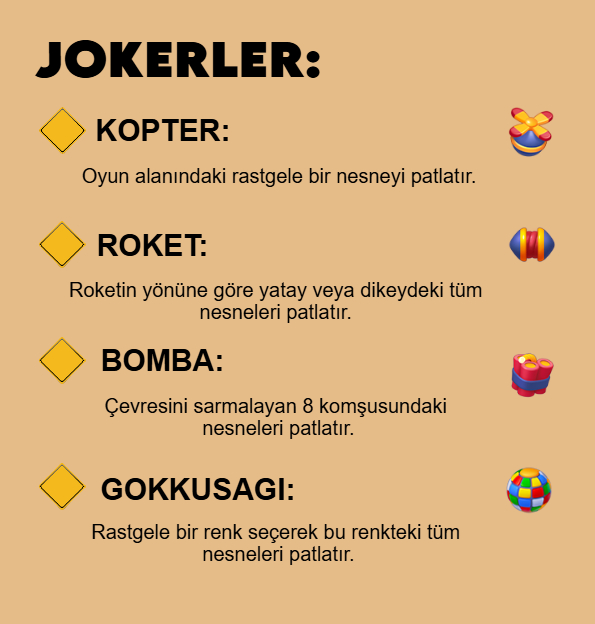 JOKERLER:
KOPTER:
Oyun alanındaki rastgele bir nesneyi patlatır.
ROKET:
Roketin yönüne göre yatay veya dikeydeki tüm
nesneleri patlatır.
BOMBA:
Çevresini sarmalayan 8 komşusundaki
nesneleri patlatır.
GOKKUSAGI:
Rastgele bir renk seçerek bu renkteki tüm
nesneleri patlatır.